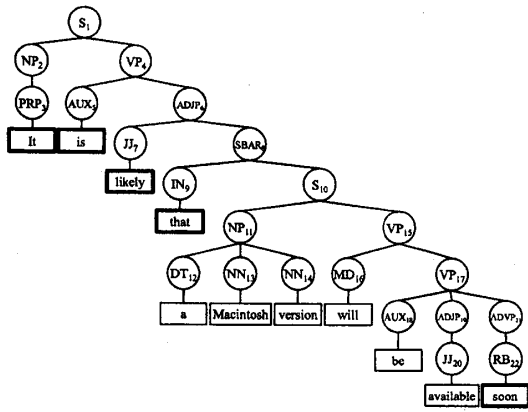 S1
NP2 VP4
PRP3 AUX5 ADJP6
It is JJ7 SBAR8
likely IN9 S10
that NP11 VP15
DT12 NN13 NN14 MD16 VP17
a Macintosh version will AUX18 ADJP19 ADVP21
be JJ20 RB22
available soon